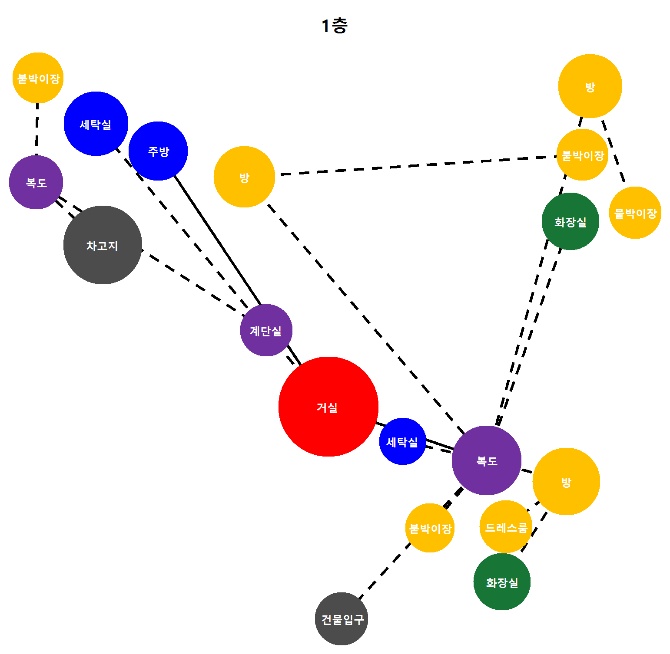 1층
붙박이장
방
세탁실
주방
붙박이장
방
복도
붙박이장
화장실
차고지
계단실
거실
세탁실
복도
방
붙박이장
드레스룸
화장실
건물입구